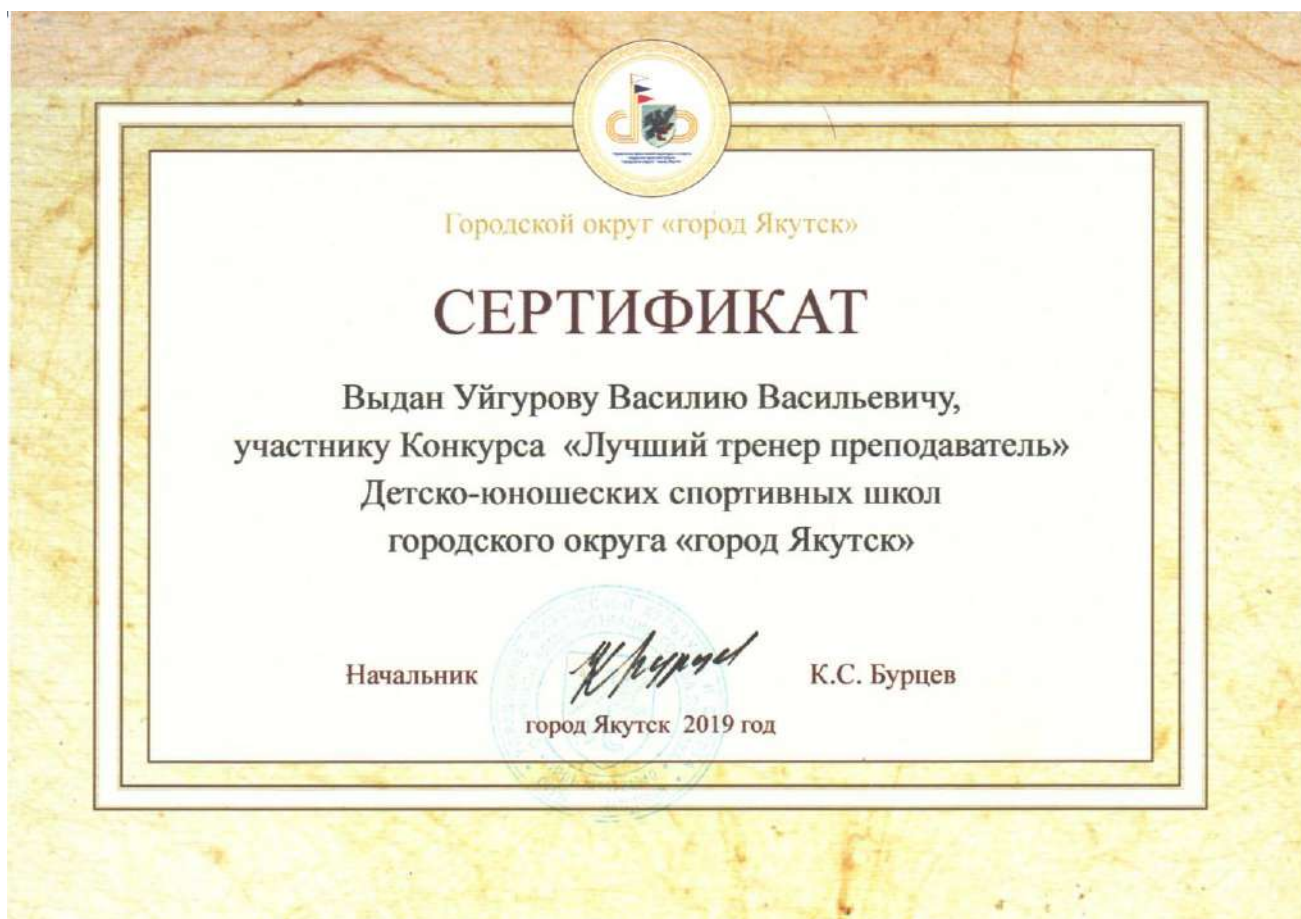 Городской округ «город Якутск»
СЕРТИФИКАТ
Выдан Уйгурову Василию Васильевичу,
участнику Конкурса «Лучший тренер преподаватель»
Детско-юношеских спортивных школ
городского округа «город Якутск»
Начальник К.С. Бурцев
город Якутск 2019 год